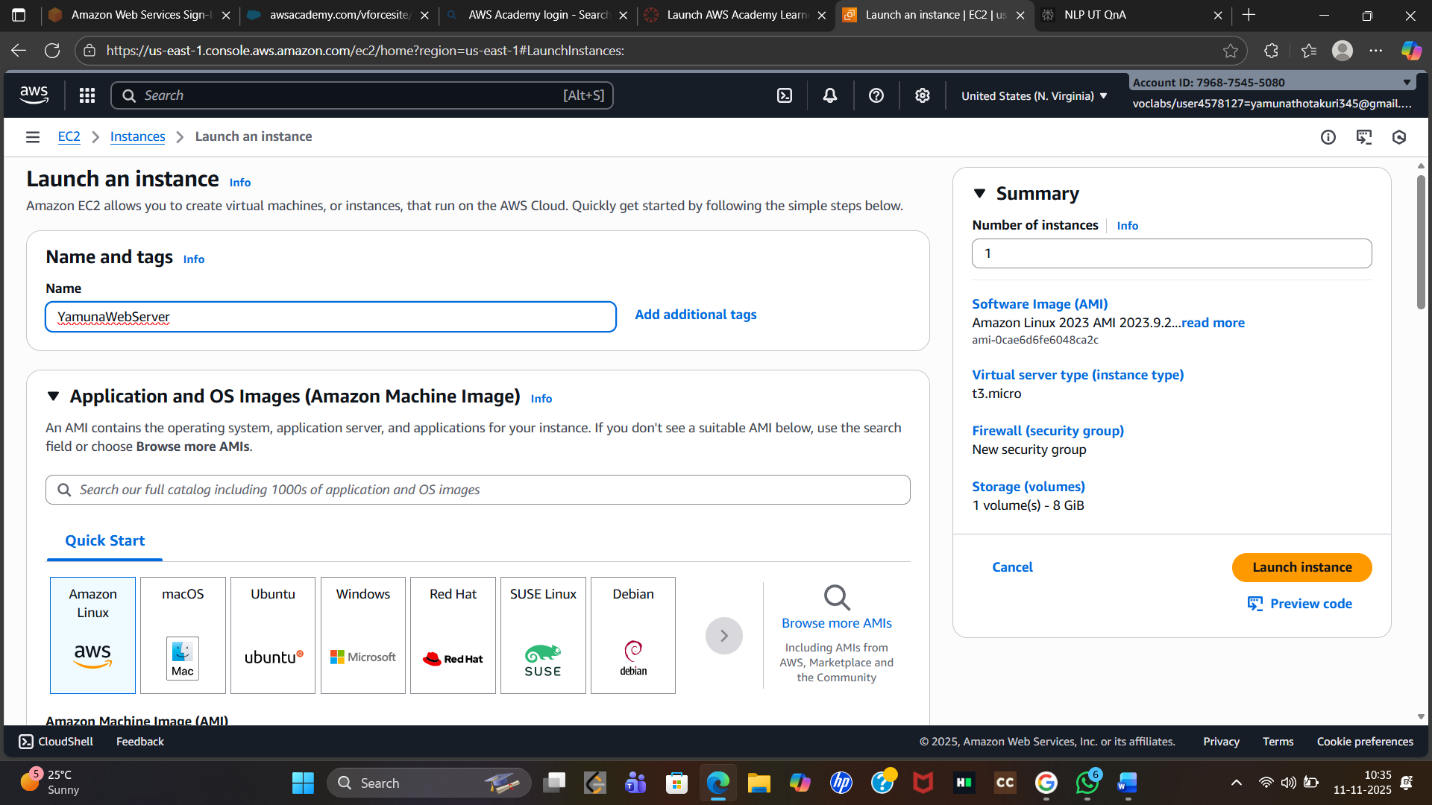 Amazon Web Services Sign-I
awsacademy.com/vforcesite/
AWS Academy login - Search
Launch AWS Academy Learn
Launch an instance | EC2 | us
NLP UT QnA
https://us-east-1.console.aws.amazon.com/ec2/home?region=us-east-1#LaunchInstances:
aws
Search
[Alt+S]
United States (N. Virginia)
Account ID: 7968-7545-5080
voclabs/user4578127=yamunathotakuri345@gmail....
EC2
Instances
Launch an instance
Launch an instance Info
Amazon EC2 allows you to create virtual machines, or instances, that run on the AWS Cloud. Quickly get started by following the simple steps below.
Name and tags Info
Name
YamunaWebServer
Add additional tags
Application and OS Images (Amazon Machine Image) Info
An AMI contains the operating system, application server, and applications for your instance. If you don't see a suitable AMI below, use the search
field or choose Browse more AMIs.
Search our full catalog including 1000s of application and OS images
Quick Start
Amazon
Linux
aws
macOS
Mac
Ubuntu
ubuntu
Windows
Microsoft
Red Hat
Red Hat
SUSE Linux
SUSE
Debian
debian
Browse more AMIs
Including AMIs from
AWS, Marketplace and
the Community
Amazon Machine Image (AMI)
Summary
Number of instances Info
1
Software Image (AMI)
Amazon Linux 2023 AMI 2023.9.2...read more
ami-0cae6d6fe6048ca2c
Virtual server type (instance type)
t3.micro
Firewall (security group)
New security group
Storage (volumes)
1 volume(s) - 8 GiB
Cancel
Launch instance
Preview code
CloudShell
Feedback
© 2025, Amazon Web Services, Inc. or its affiliates.
Privacy
Terms
Cookie preferences
5
25°C
Sunny
Search
hp
H
CC
6
10:35
11-11-2025